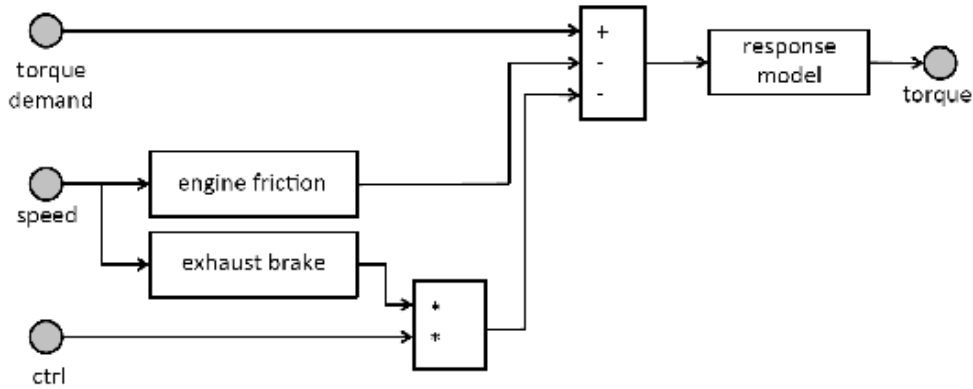 torque
demand
+
-
-
response
model
torque
speed
engine friction
exhaust brake
*
*
ctrl